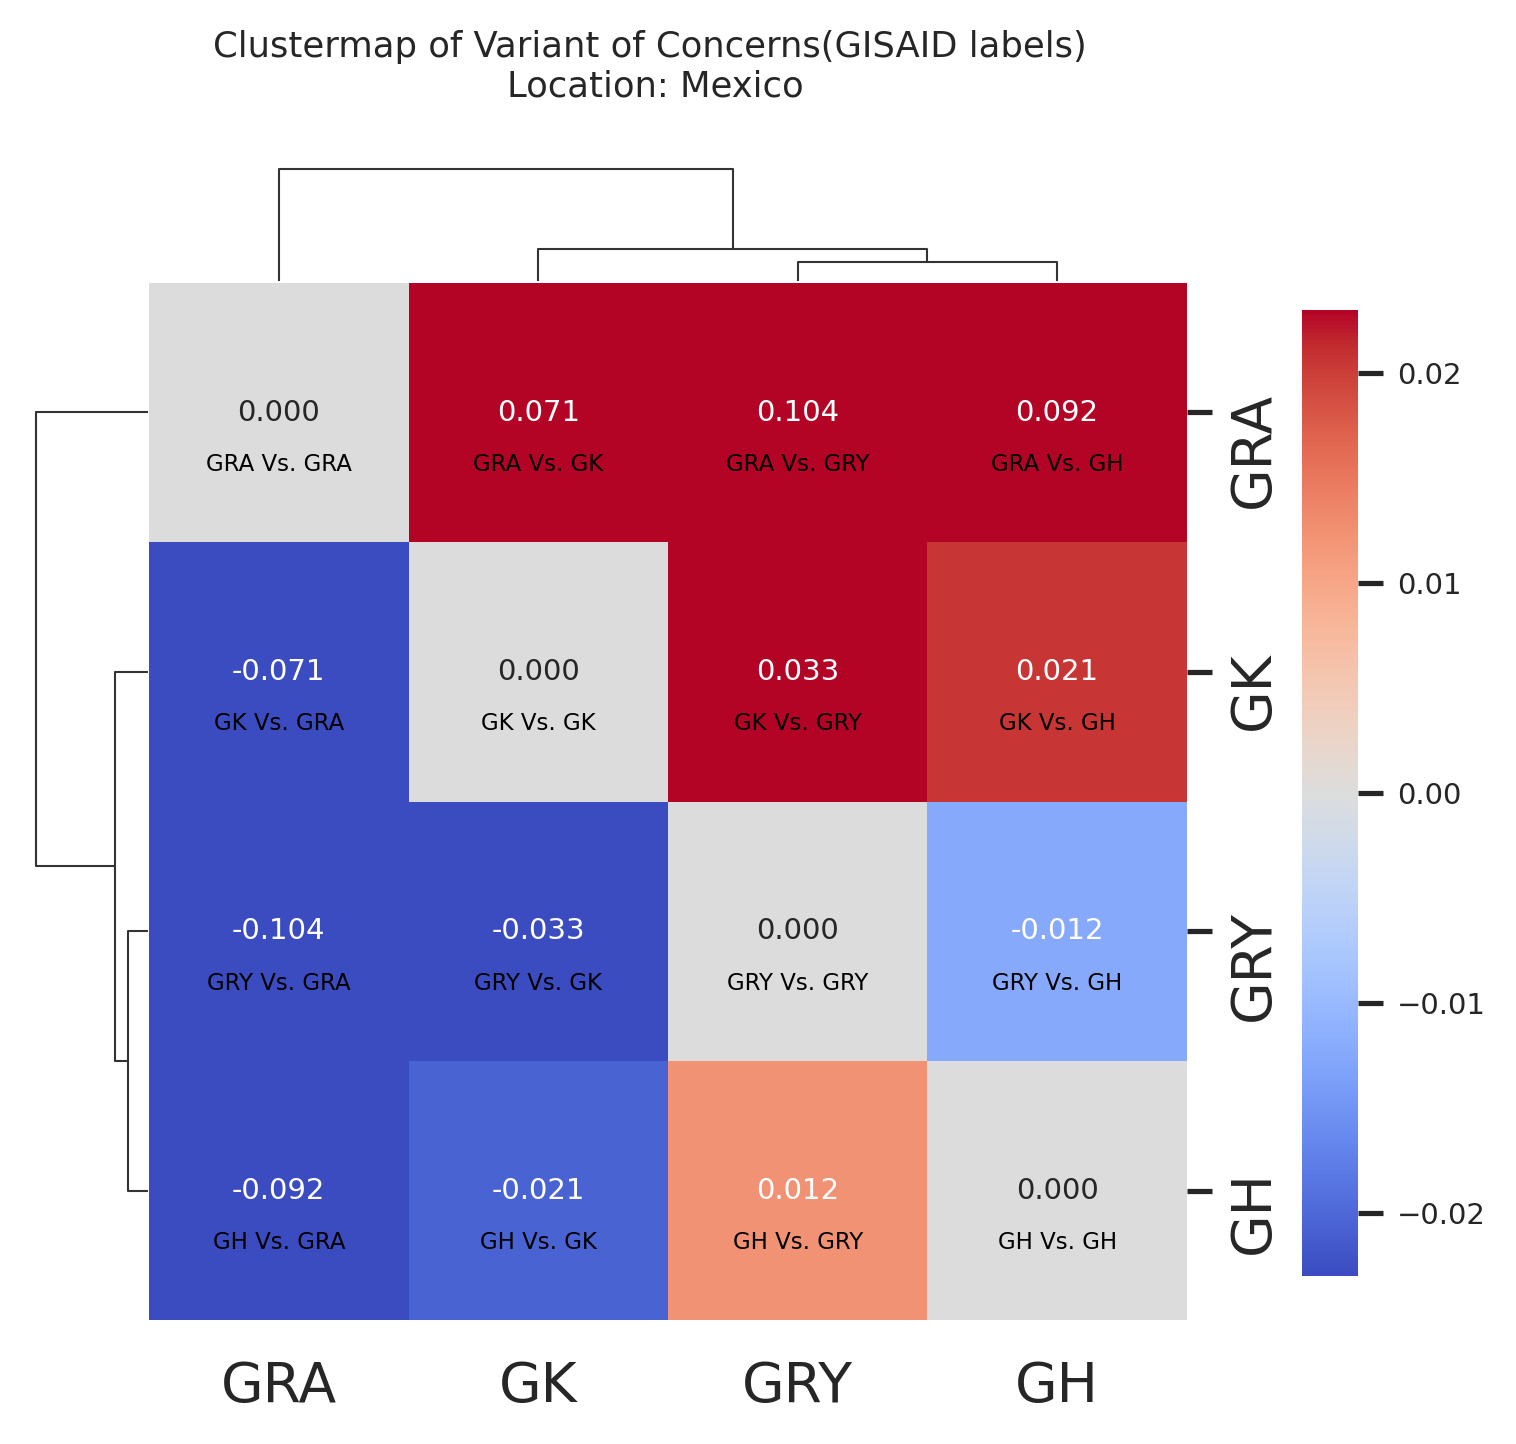 Clustermap of Variant of Concerns(GISAID labels)
Location: Mexico
0.000 0.071 0.104 0.092
GRA Vs. GRA GRA Vs. GK GRA Vs. GRY GRA Vs. GH
GRA
-0.071 0.000 0.033 0.021
GK Vs. GRA GK Vs. GK GK Vs. GRY GK Vs. GH
GK
-0.104 -0.033 0.000 -0.012
GRY Vs. GRA GRY Vs. GK GRY Vs. GRY GRY Vs. GH
GRY
-0.092 -0.021 0.012 0.000
GH Vs. GRA GH Vs. GK GH Vs. GRY GH Vs. GH
GH
GRA GK GRY GH
0.02
0.01
0.00
−0.01
−0.02